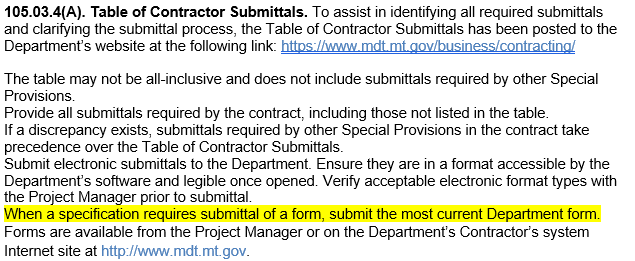 105.03.4(A). Table of Contractor Submittals. To assist in identifying all required submittals
and clarifying the submittal process, the Table of Contractor Submittals has been posted to the
Department's website at the following link: https://www.mdt.mt.gov/business/contracting/
The table may not be all-inclusive and does not include submittals required by other Special
Provisions.
Provide all submittals required by the contract, including those not listed in the table.
If a discrepancy exists, submittals required by other Special Provisions in the contract take
precedence over the Table of Contractor Submittals.
Submit electronic submittals to the Department. Ensure they are in a format accessible by the
Department's software and legible once opened. Verify acceptable electronic format types with
the Project Manager prior to submittal.
When a specification requires submittal of a form, submit the most current Department form.
Forms are available from the Project Manager or on the Department's Contractor's system
Internet site at http://www.mdt.mt.gov.